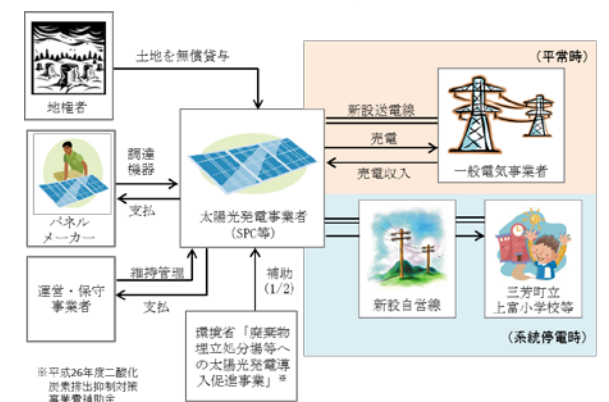 地権者
土地を無償貸与
パネル
メーカー
調達
機器
支払
運営・保守
事業者
維持管理
支払
太陽光発電事業者
(SPC等)
補助
(1/2)
環境省「廃棄物
埋立処分場等へ
の太陽光発電導
入促進事業」※
(平常時)
新設送電線
売電
売電収入
一般電気事業者
新設自営線
三芳町立
上富小学校等
(系統停電時)
※平成26年度二酸化
炭素排出抑制対策
事業費補助金